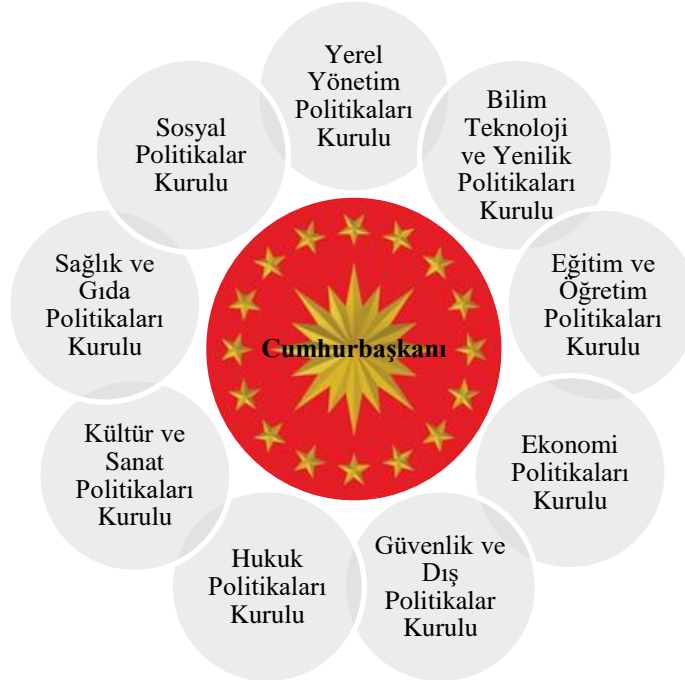 Yerel
Yönetim
Politikaları
Kurulu
Bilim
Teknoloji
ve Yenilik
Politikaları
Kurulu
Eğitim ve
Öğretim
Politikaları
Kurulu
Ekonomi
Politikaları
Kurulu
Güvenlik ve
Dış
Politikalar
Kurulu
Hukuk
Politikaları
Kurulu
Kültür ve
Sanat
Politikaları
Kurulu
Sağlık ve
Gıda
Politikaları
Kurulu
Sosyal
Politikalar
Kurulu
Cumhurbaşkanı